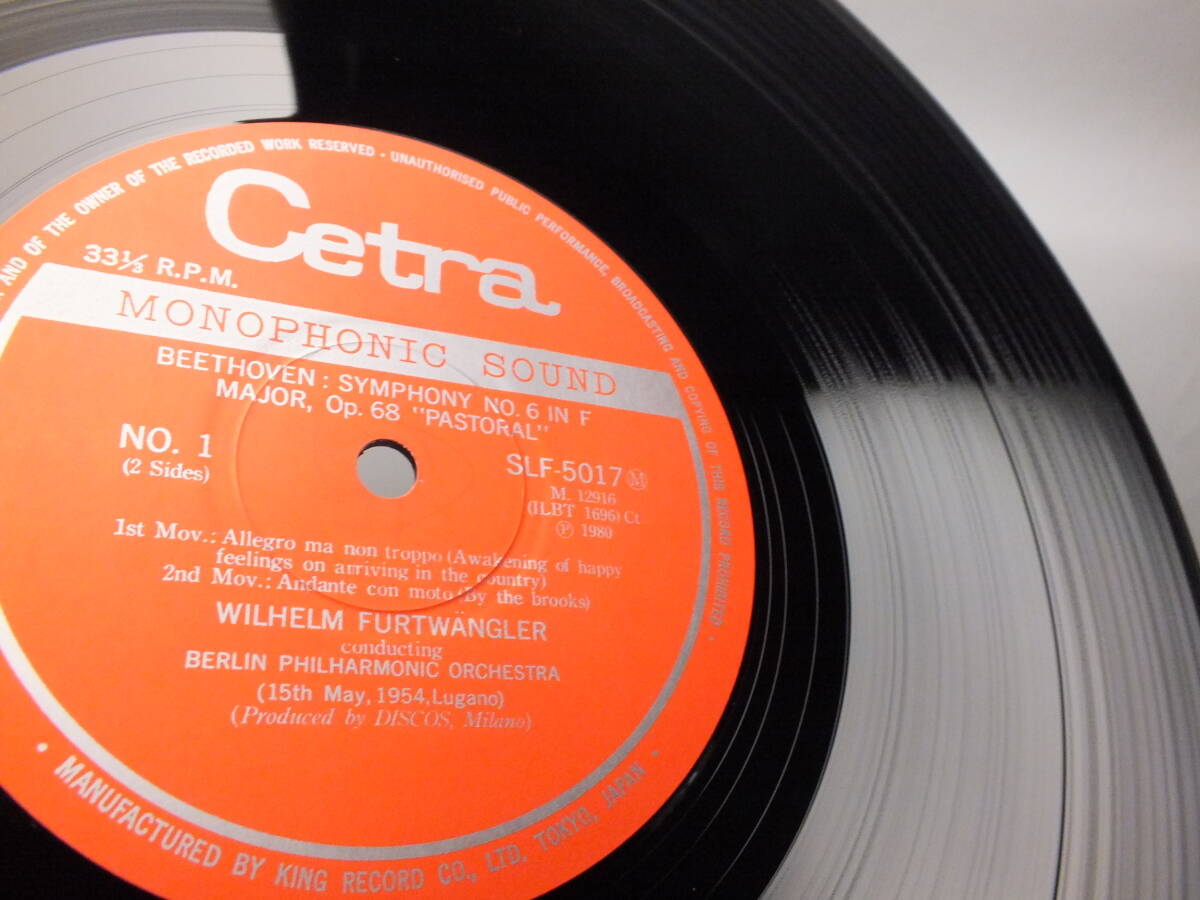 AND OF THE OWNER OF THE RECORDED WORK RESERVED · UNAUTHORISED PUBLIC PERFORMANCE, BROADCASTING AND COPYING OF THIS RECORD PROHIBITED ·
Cetra
33⅓ R.P.M.
MONOPHONIC SOUND
BEETHOVEN : SYMPHONY NO. 6 IN F
MAJOR, Op. 68 "PASTORAL"
NO. 1
(2 Sides)
SLF-5017 Ⓜ
M. 12916
(ILBT 1696) Ct
Ⓟ 1980
1st Mov.: Allegro ma non troppo (Awakening of happy
feelings on arriving in the country)
2nd Mov.: Andante con moto (By the brooks)
WILHELM FURTWÄNGLER
conducting
BERLIN PHILHARMONIC ORCHESTRA
(15th May, 1954, Lugano)
(Produced by DISCOS, Milano)
· MANUFACTURED BY KING RECORD CO., LTD. TOKYO, JAPAN ·